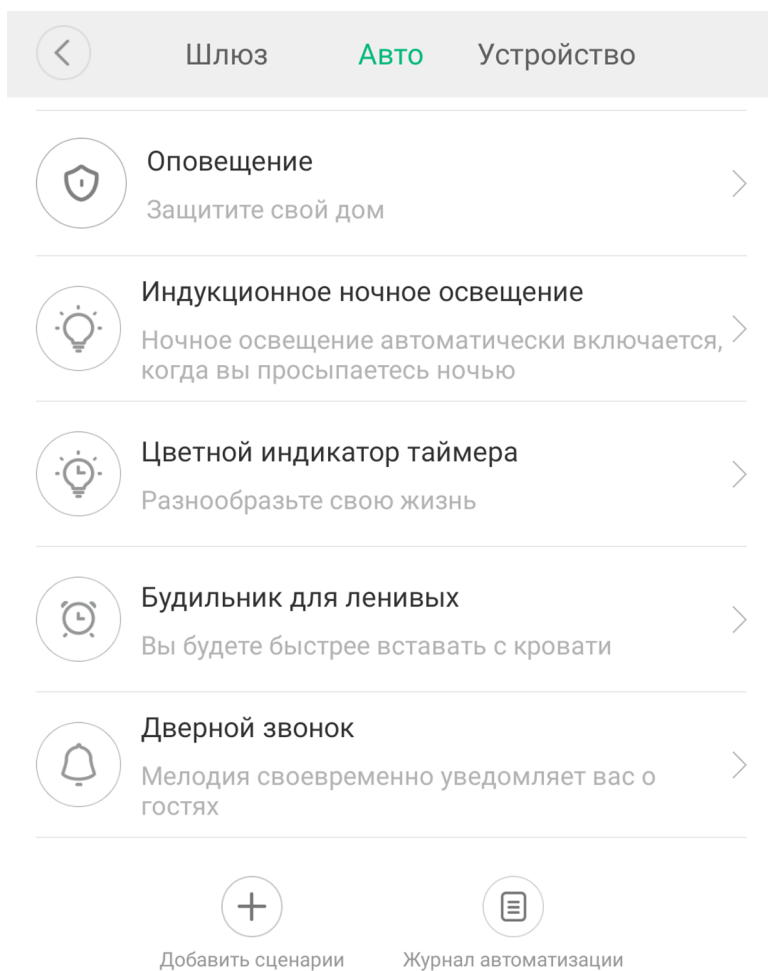 Шлюз Авто Устройство
Оповещение
Защитите свой дом
Индукционное ночное освещение
Ночное освещение автоматически включается,
когда вы просыпаетесь ночью
Цветной индикатор таймера
Разнообразьте свою жизнь
Будильник для ленивых
Вы будете быстрее вставать с кровати
Дверной звонок
Мелодия своевременно уведомляет вас о
гостях
Добавить сценарии Журнал автоматизации